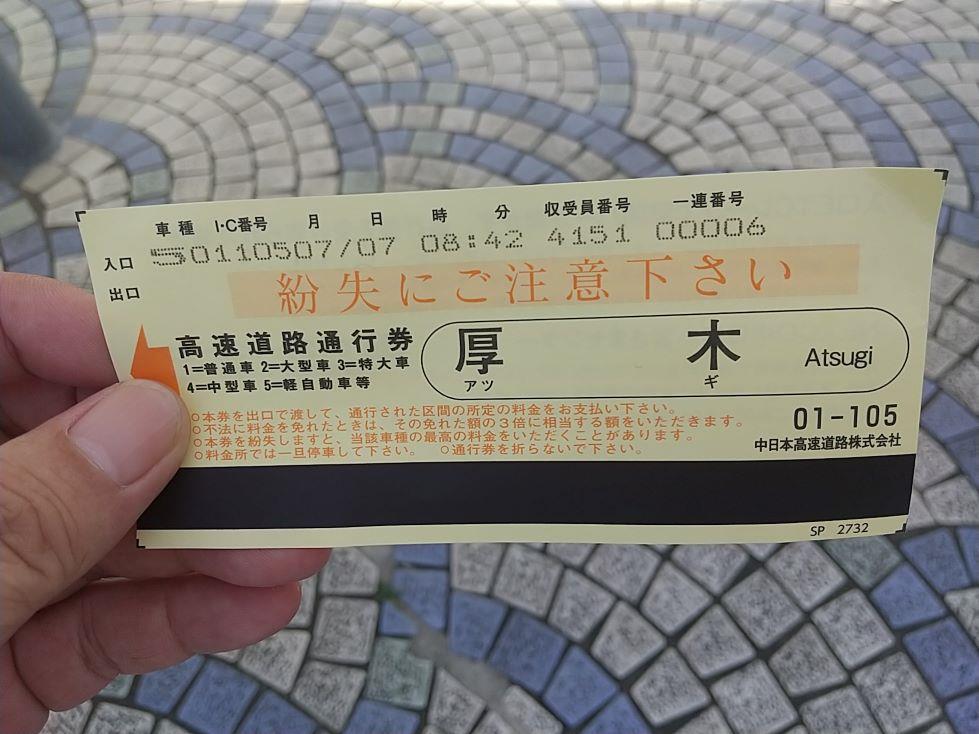 車種 I・C番号 月 日 時 分 収受員番号 一連番号
入口 50110507/07 08:42 4151 00006
出口
紛失にご注意下さい
高速道路通行券
1=普通車 2=大型車 3=特大車
4=中型車 5=軽自動車等
厚 木 Atsugi
アツ ギ
○本券を出口で渡して、通行された区間の所定の料金をお支払い下さい。
○不法に料金を免れたときは、その免れた額の3倍に相当する額をいただきます。
○本券を紛失しますと、当該車種の最高の料金をいただくことがあります。
○料金所では一旦停車して下さい。 ○通行券を折らないで下さい。
01-105
中日本高速道路株式会社
SP 2732